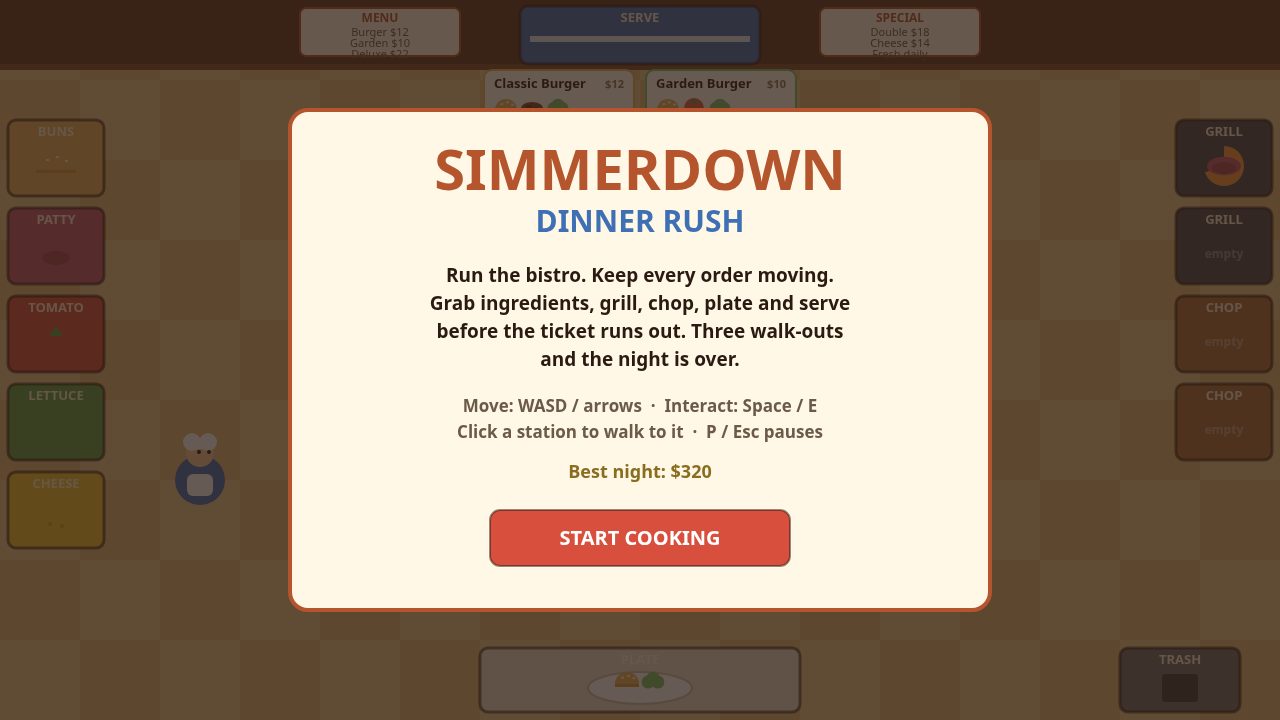 MENU
Burger $12
Garden $10
Deluxe $22
SERVE
SPECIAL
Double $18
Cheese $14
Fresh daily
Classic Burger $12
Garden Burger $10
BUNS
PATTY
TOMATO
LETTUCE
CHEESE
SIMMERDOWN
DINNER RUSH
Run the bistro. Keep every order moving.
Grab ingredients, grill, chop, plate and serve
before the ticket runs out. Three walk-outs
and the night is over.
Move: WASD / arrows · Interact: Space / E
Click a station to walk to it · P / Esc pauses
Best night: $320
START COOKING
GRILL
GRILL
empty
CHOP
empty
CHOP
empty
PLATE
TRASH